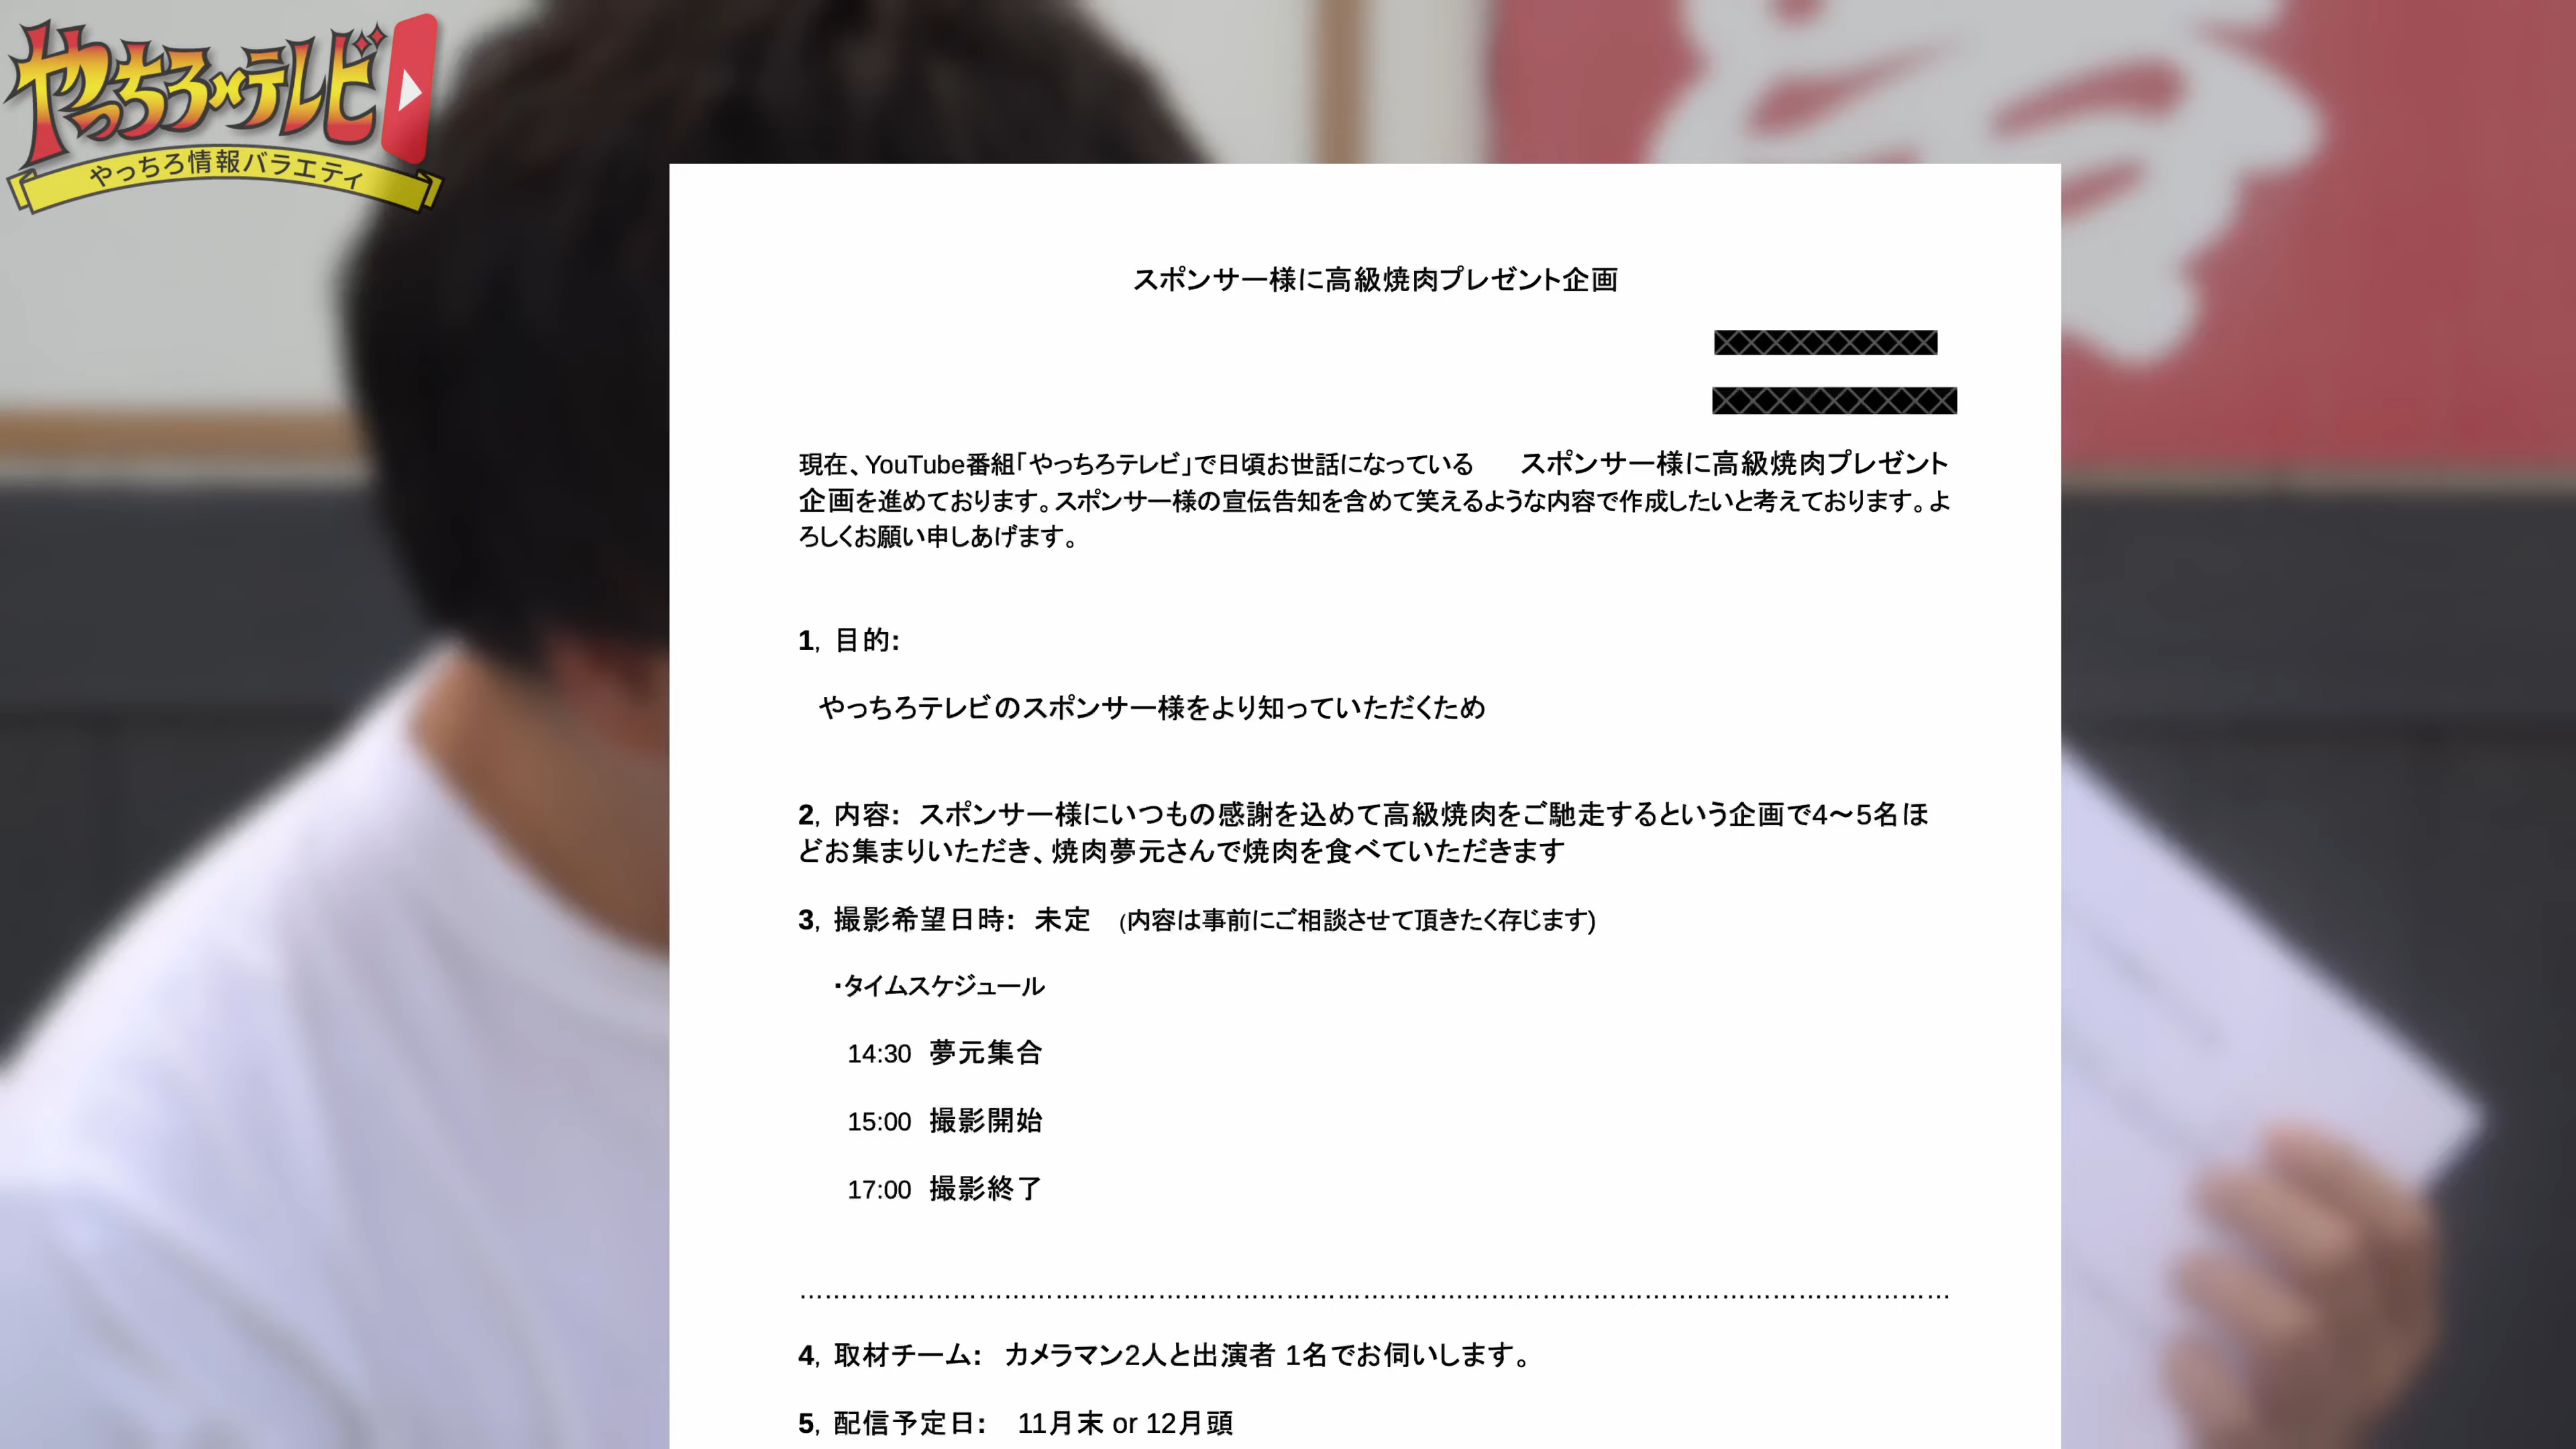 やっちろ×テレビ
やっちろ情報バラエティ
スポンサー様に高級焼肉プレゼント企画
現在、YouTube番組「やっちろテレビ」で日頃お世話になっている　スポンサー様に高級焼肉プレゼント
企画を進めております。スポンサー様の宣伝告知を含めて笑えるような内容で作成したいと考えております。よ
ろしくお願い申しあげます。
1, 目的:
やっちろテレビのスポンサー様をより知っていただくため
2, 内容: スポンサー様にいつもの感謝を込めて高級焼肉をご馳走するという企画で4～5名ほ
どお集まりいただき、焼肉夢元さんで焼肉を食べていただきます
3, 撮影希望日時: 未定 (内容は事前にご相談させて頂きたく存じます)
・タイムスケジュール
14:30 夢元集合
15:00 撮影開始
17:00 撮影終了
4, 取材チーム: カメラマン2人と出演者 1名でお伺いします。
5, 配信予定日: 11月末 or 12月頭